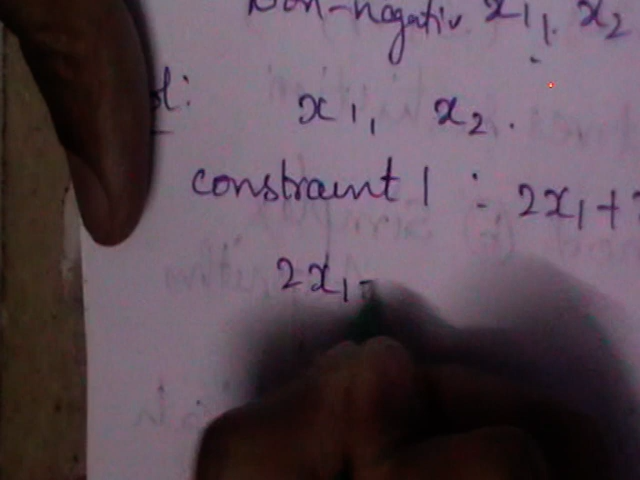 Non-negativ x1, x2
x1, x2.
constraint 1 : 2x1 +
2x1 -